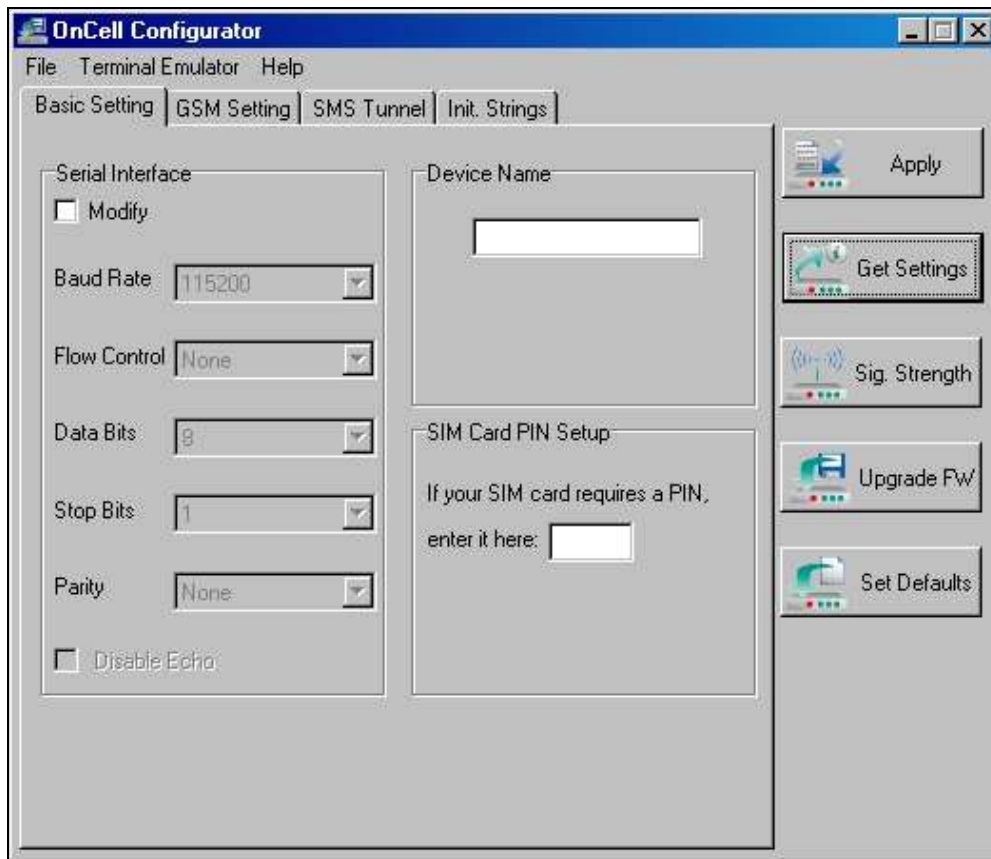 OnCell Configurator
File Terminal Emulator Help
Basic Setting GSM Setting SMS Tunnel Init. Strings
Serial Interface
Modify
Baud Rate 115200
Flow Control None
Data Bits 8
Stop Bits 1
Parity None
Disable Echo
Device Name
SIM Card PIN Setup
If your SIM card requires a PIN,
enter it here:
Apply
Get Settings
Sig. Strength
Upgrade FW
Set Defaults